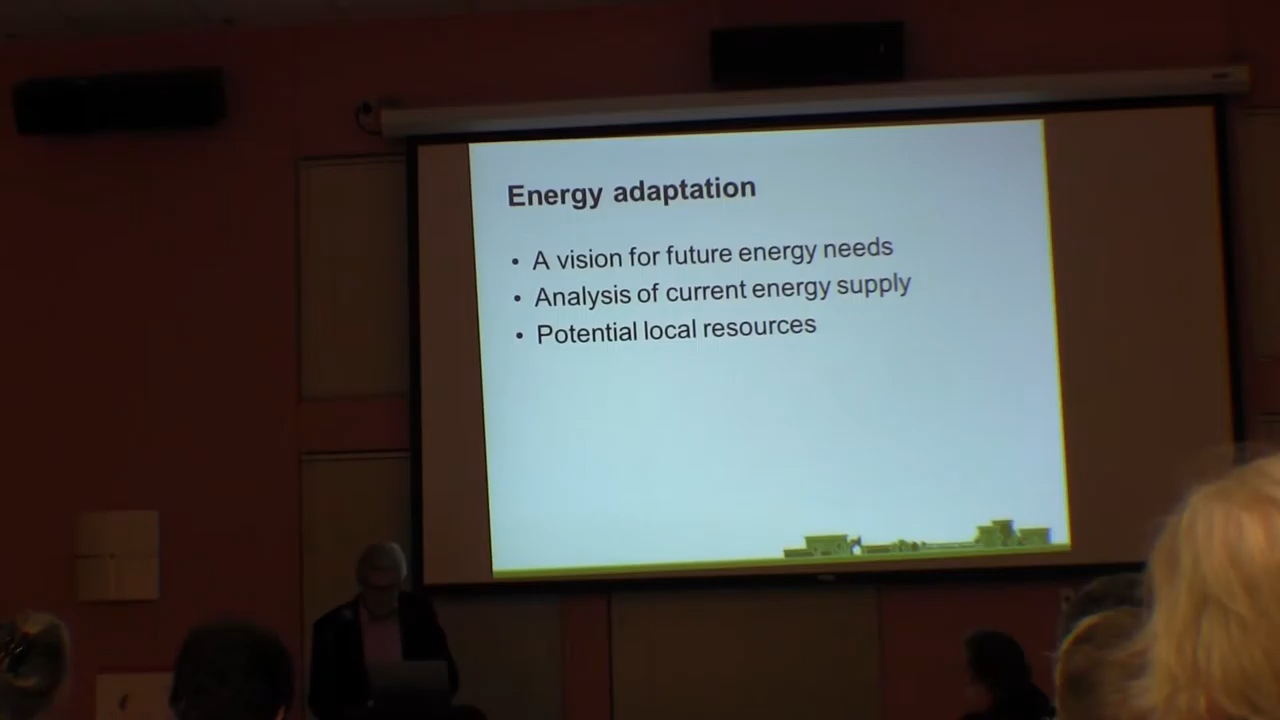 Energy adaptation
• A vision for future energy needs
• Analysis of current energy supply
• Potential local resources